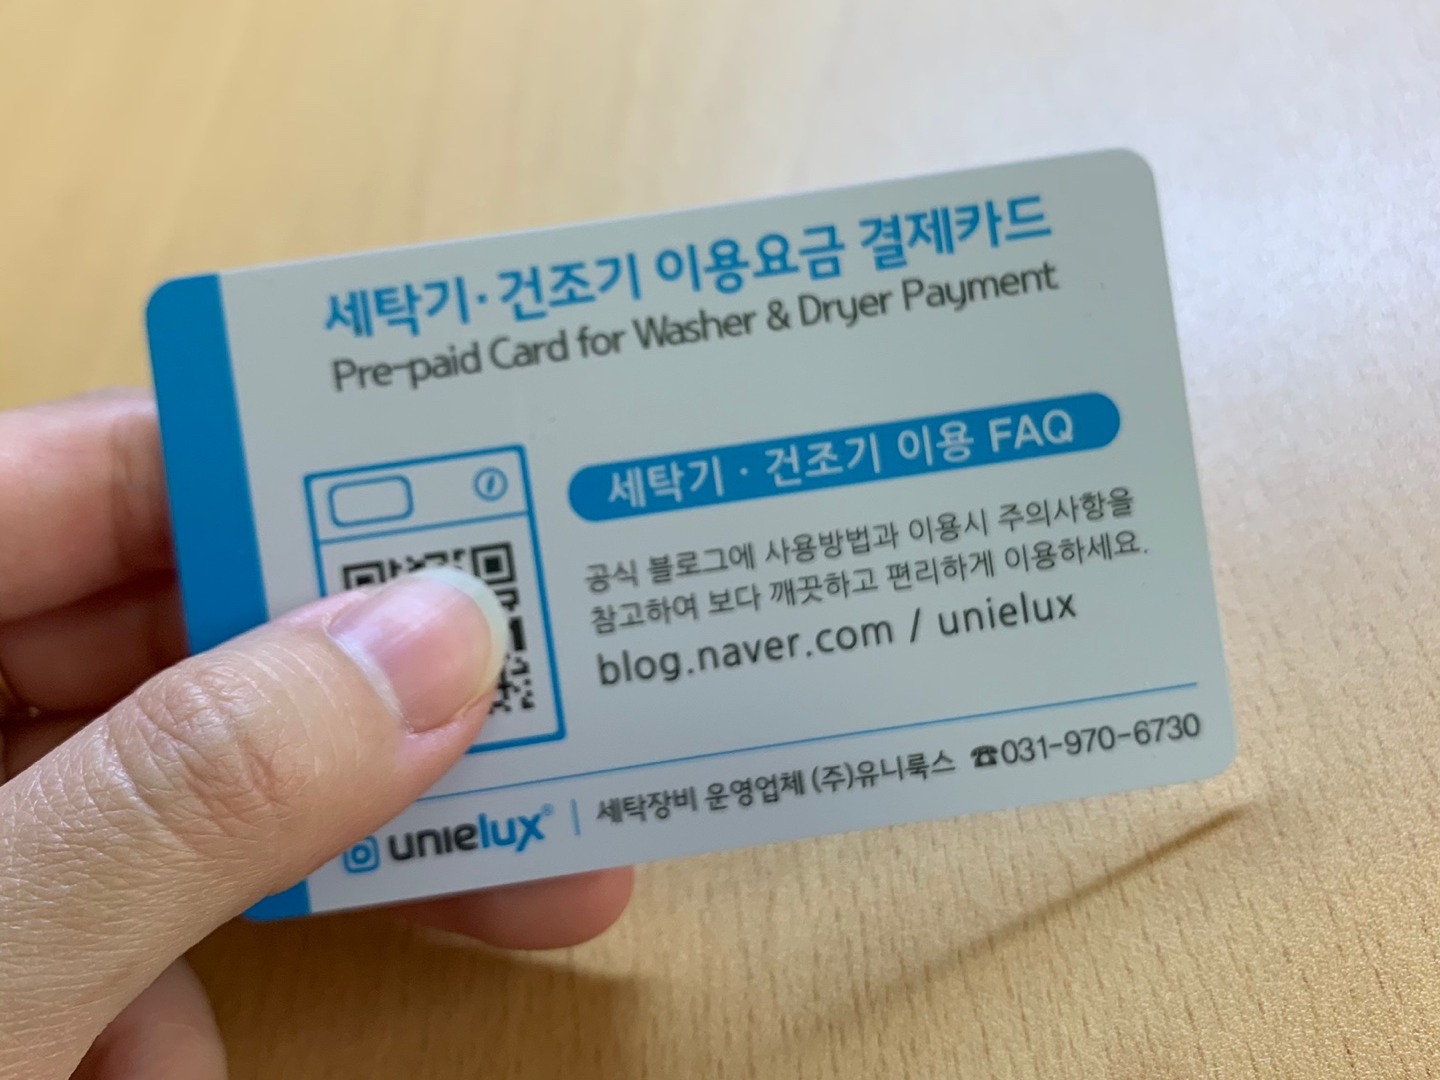 세탁기·건조기 이용요금 결제카드
Pre-paid Card for Washer & Dryer Payment
세탁기 · 건조기 이용 FAQ
공식 블로그에 사용방법과 이용시 주의사항을
참고하여 보다 깨끗하고 편리하게 이용하세요.
blog.naver.com / unielux
unielux® | 세탁장비 운영업체 (주)유니룩스 ☎031-970-6730